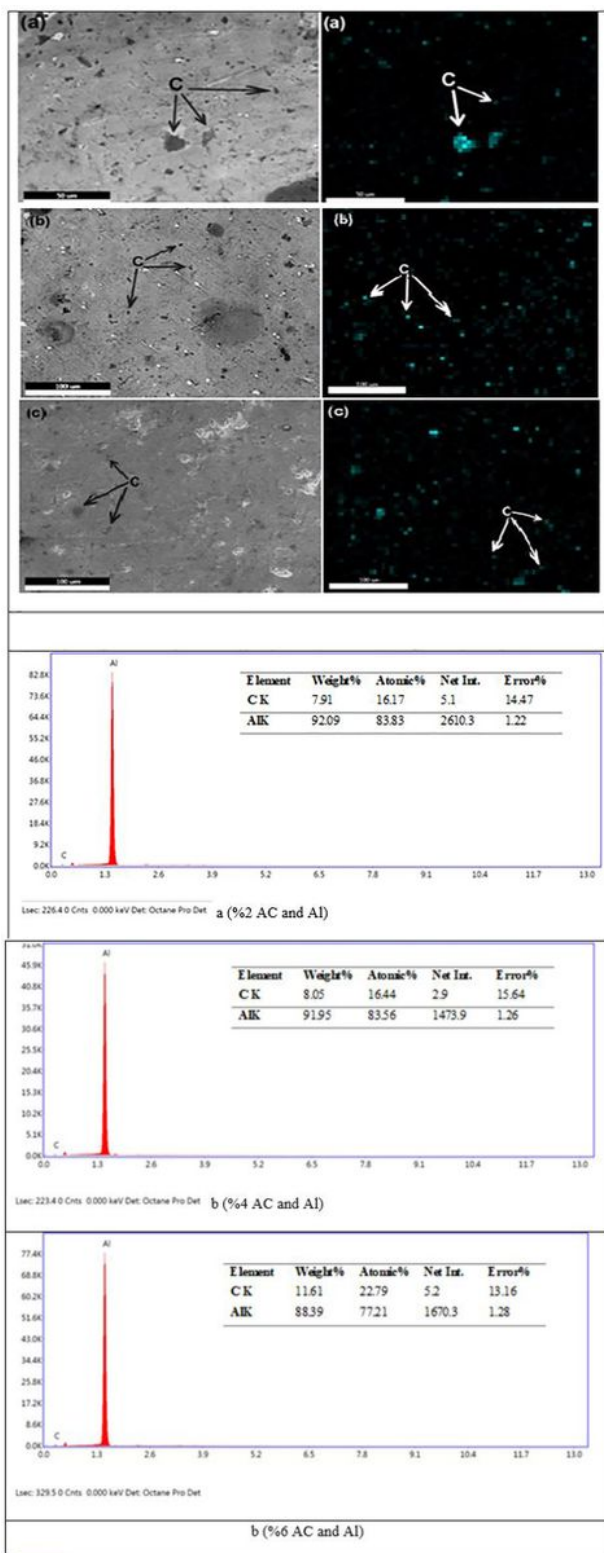 (a)
C
50 um
(a)
C
50 um
(b)
C
100 um
(b)
C
100 um
(c)
C
100 um
(c)
C
100 um
Al
82.8K
73.6K
64.4K
55.2K
46.0K
36.8K
27.6K
18.4K
9.2K
0.0K
C
0.0 1.3 2.6 3.9 5.2 6.5 7.8 9.1 10.4 11.7 13.0
Element Weight% Atomic% Net Int. Error%
C K 7.91 16.17 5.1 14.47
AlK 92.09 83.83 2610.3 1.22
Lsec: 226.4 0 Cnts 0.000 keV Det: Octane Pro Det
a (%2 AC and Al)
Al
45.9K
40.8K
35.7K
30.6K
25.5K
20.4K
15.3K
10.2K
5.1K
0.0K
C
0.0 1.3 2.6 3.9 5.2 6.5 7.8 9.1 10.4 11.7 13.0
Element Weight% Atomic% Net Int. Error%
C K 8.05 16.44 2.9 15.64
AlK 91.95 83.56 1473.9 1.26
Lsec: 223.4 0 Cnts 0.000 keV Det: Octane Pro Det
b (%4 AC and Al)
Al
77.4K
68.8K
60.2K
51.6K
43.0K
34.4K
25.8K
17.2K
8.6K
0.0K
C
0.0 1.3 2.6 3.9 5.2 6.5 7.8 9.1 10.4 11.7 13.0
Element Weight% Atomic% Net Int. Error%
C K 11.61 22.79 5.2 13.16
AlK 88.39 77.21 1670.3 1.28
Lsec: 329.5 0 Cnts 0.000 keV Det: Octane Pro Det
b (%6 AC and Al)